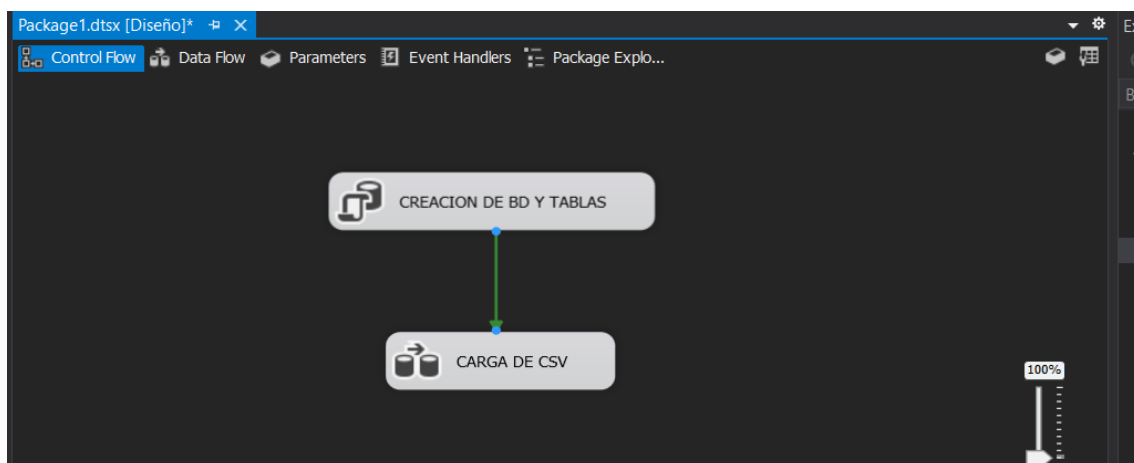 Package1.dtsx [Diseño]*
Control Flow Data Flow Parameters Event Handlers Package Explo...
CREACION DE BD Y TABLAS
CARGA DE CSV
100%